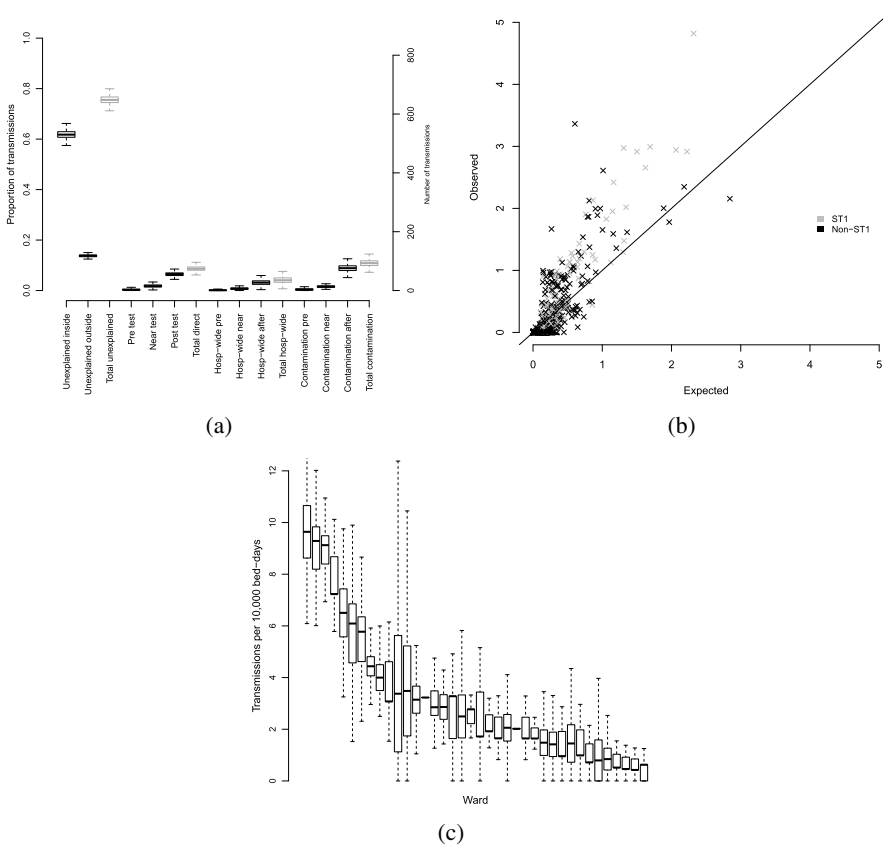 Proportion of transmissions
0.0 0.2 0.4 0.6 0.8 1.0
Number of transmissions
0 200 400 600 800
Unexplained inside
Unexplained outside
Total unexplained
Pre test
Near test
Post test
Total direct
Hosp−wide pre
Hosp−wide near
Hosp−wide after
Total hosp−wide
Contamination pre
Contamination near
Contamination after
Total contamination
(a)
Observed
0 1 2 3 4 5
ST1
Non−ST1
0 1 2 3 4 5
Expected
(b)
Transmissions per 10,000 bed−days
0 2 4 6 8 10 12
Ward
(c)